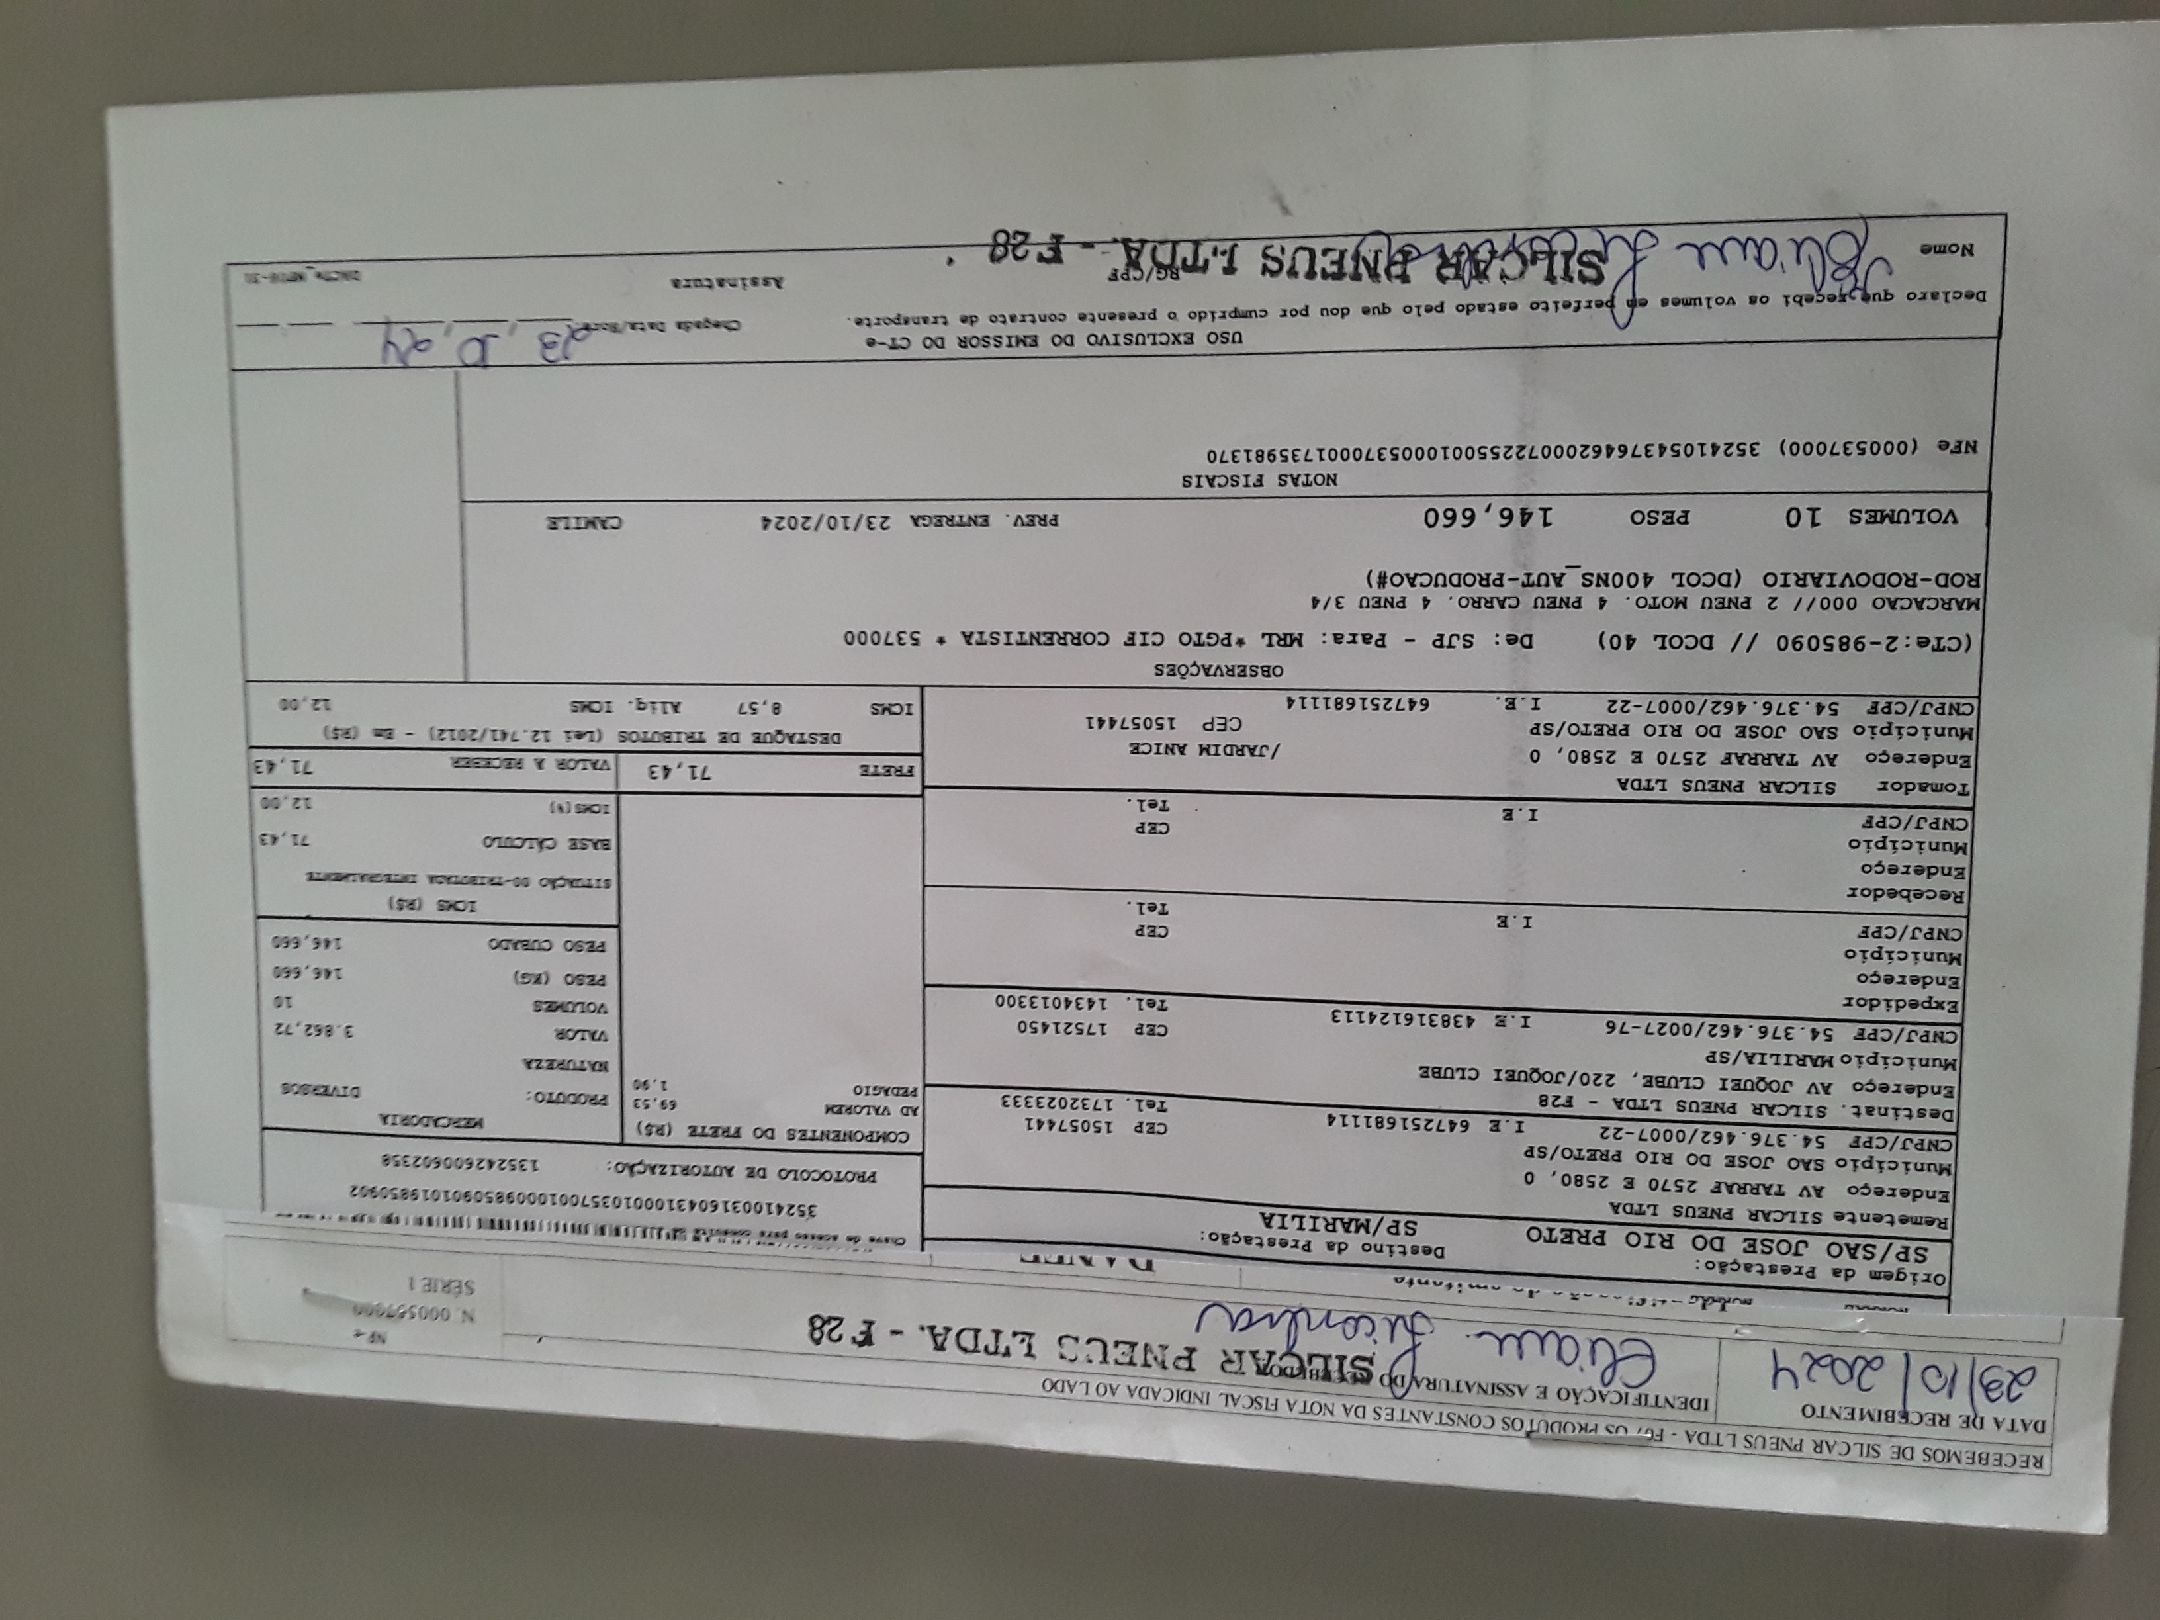 RECEBEMOS DE SILCAR PNEUS LTDA - F07 OS PRODUTOS CONSTANTES DA NOTA FISCAL INDICADA AO LADO
DATA DE RECEBIMENTO
23/10/2024
IDENTIFICAÇÃO E ASSINATURA DO
SILCAR PNEUS LTDA. - F28
NF-e
N. 000537000
SÉRIE 1
DANFE
Origem da Prestação:
SP/SAO JOSE DO RIO PRETO
Destino da Prestação:
SP/MARILIA
Chave de acesso para consulta
PROTOCOLO DE AUTORIZAÇÃO: 135242600602358
Remetente SILCAR PNEUS LTDA
Endereço AV TARRAF 2570 E 2580, 0
Município SAO JOSE DO RIO PRETO/SP CEP 15057441
CNPJ/CPF 54.376.462/0007-22 I.E 647251681114 Tel. 1732023333
Destinat. SILCAR PNEUS LTDA - F28
Endereço AV JOQUEI CLUBE, 220/JOQUEI CLUBE
Município MARILIA/SP CEP 17521450
CNPJ/CPF 54.376.462/0027-76 I.E 438316124113 Tel. 1434013300
Expedidor
Endereço
Município CEP
CNPJ/CPF I.E Tel.
Recebedor
Endereço
Município CEP
CNPJ/CPF I.E Tel.
Tomador SILCAR PNEUS LTDA
Endereço AV TARRAF 2570 E 2580, 0 /JARDIM ANICE
Município SAO JOSE DO RIO PRETO/SP CEP 15057441
CNPJ/CPF 54.376.462/0007-22 I.E. 647251681114
COMPONENTES DO FRETE (R$)
AD VALOREM 69,53
PEDAGIO 1,90
MERCADORIA
PRODUTO: DIVERSOS
NATUREZA
VALOR 3.862,72
VOLUMES 10
PESO (KG) 146,660
PESO CUBADO 146,660
ICMS (R$)
SITUAÇÃO 00-TRIBUTADA INTEGRALMENTE
BASE CÁLCULO 71,43
ICMS(%) 12,00
FRETE 71,43 VALOR A RECEBER 71,43
DESTAQUE DE TRIBUTOS (Lei 12.741/2012) - Em (R$)
ICMS 8,57 Aliq. ICMS 12,00
OBSERVAÇÕES
(CTe:2-985090 // DCOL 40) De: SJP - Para: MRL *PGTO CIF CORRENTISTA * 537000
MARCACAO 000// 2 PNEU MOTO. 4 PNEU CARRO. 4 PNEU 3/4
ROD-RODOVIARIO (DCOL 400NS_AUT-PRODUCAO#)
VOLUMES 10 PESO 146,660 PREV. ENTREGA 23/10/2024 CAMILE
NOTAS FISCAIS
NFe (000537000) 35241054376462000722550010005370001735981370
USO EXCLUSIVO DO EMISSOR DO CT-e
Declaro que recebi os volumes em perfeito estado pelo que dou por cumprido o presente contrato de transporte.
Chegada Data/Hora 23, 10, 24
Nome RG/CPF Assinatura
SILCAR PNEUS LTDA. - F28